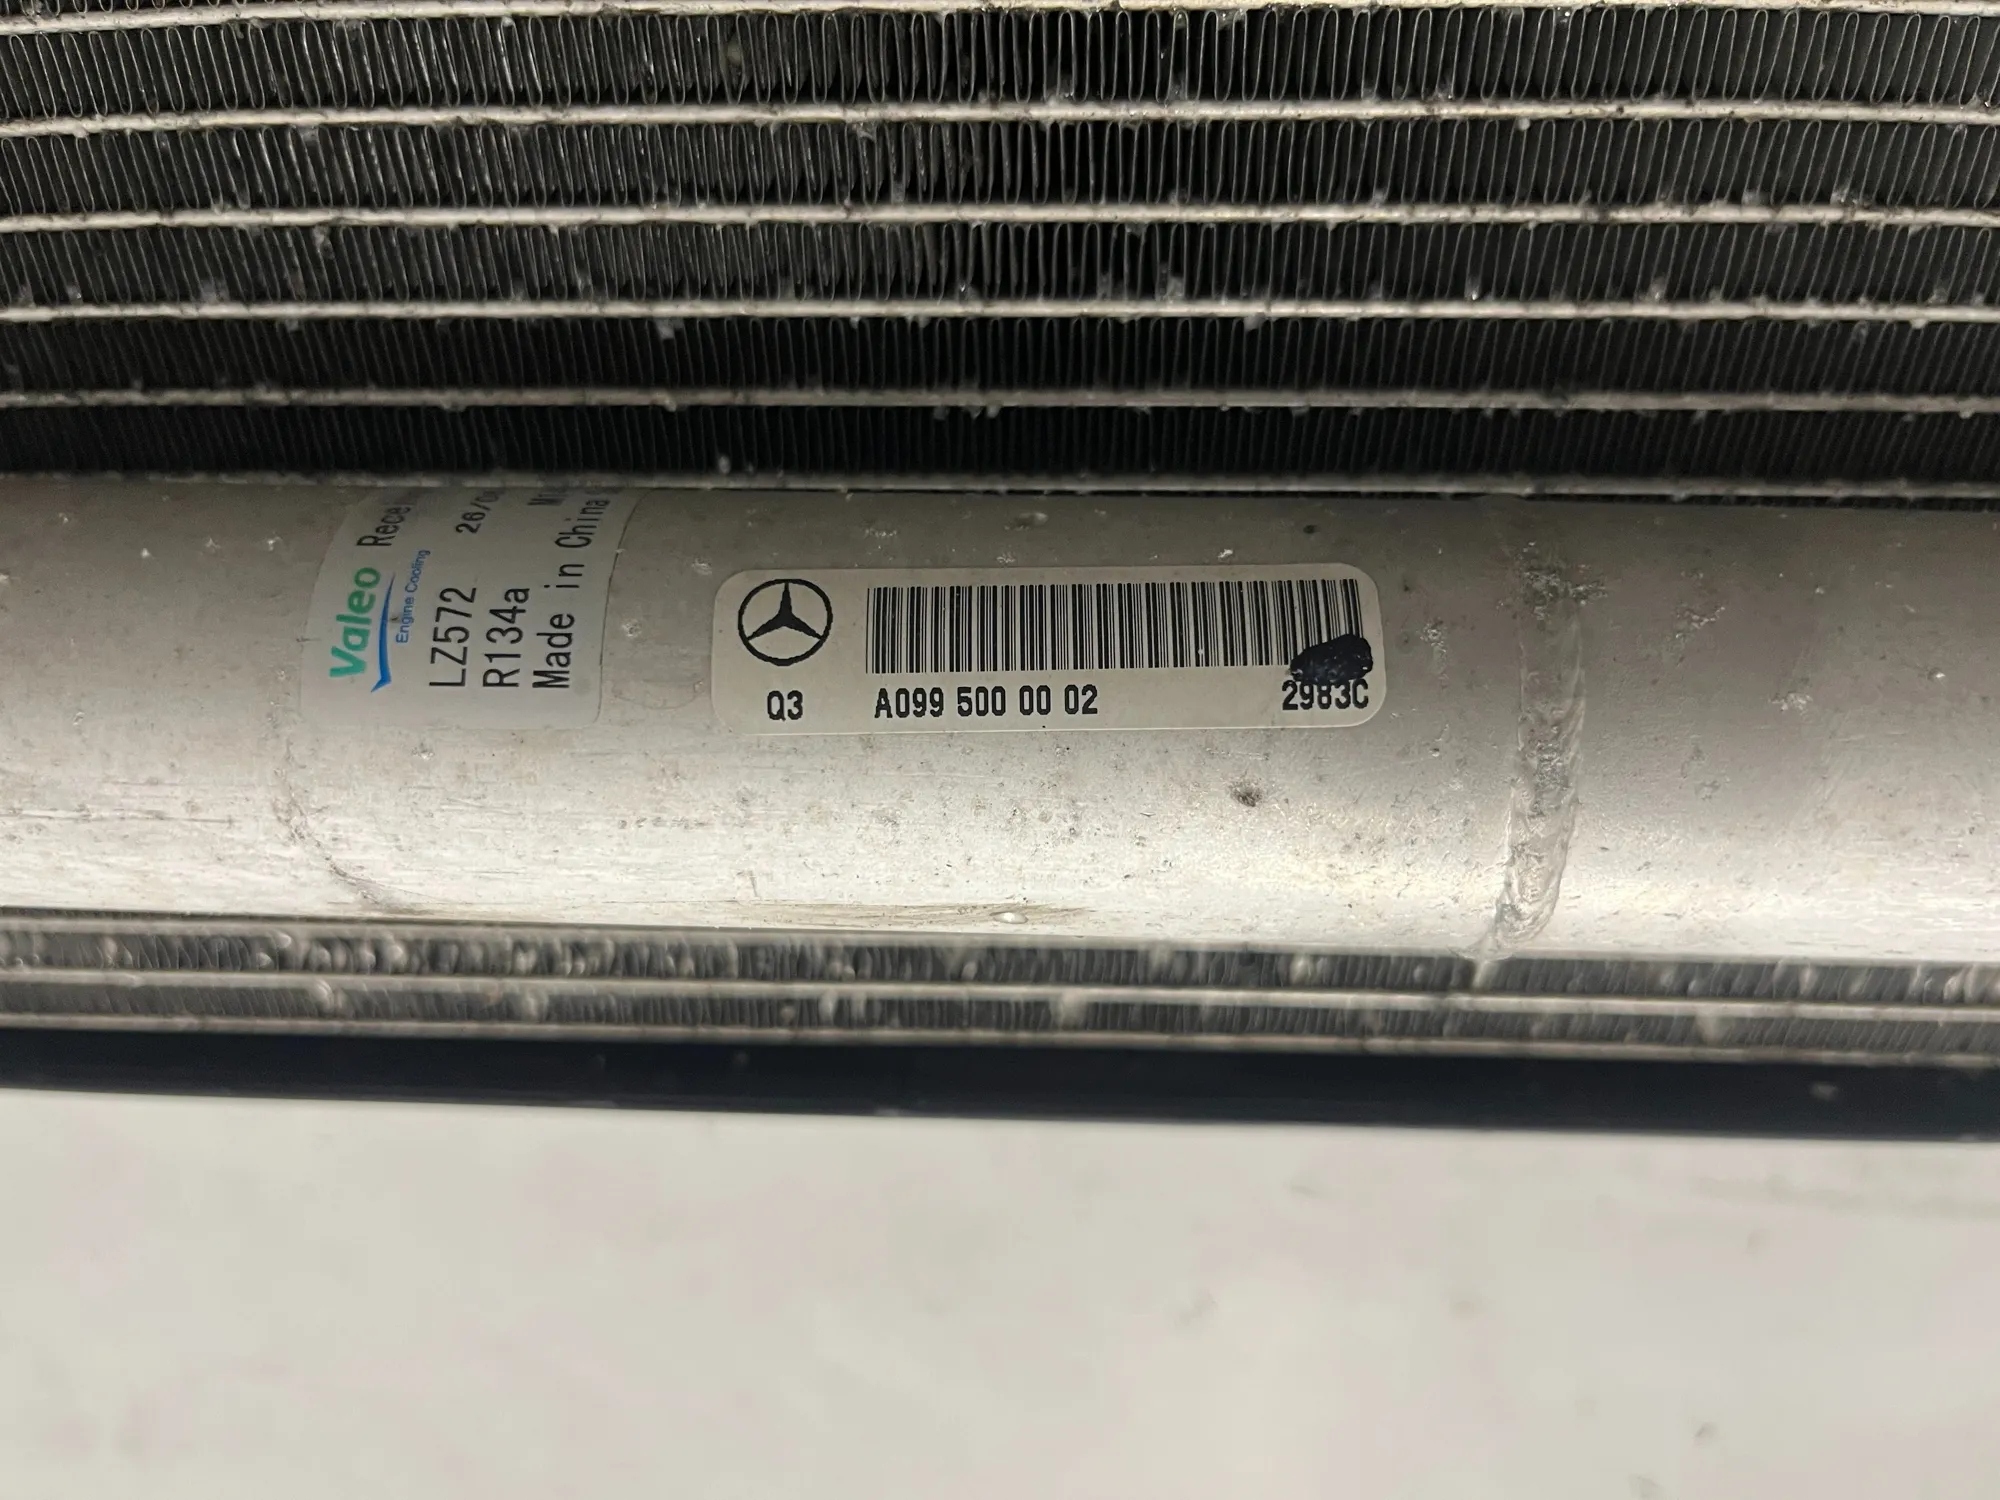 Valeo
Engine Cooling
LZ572
R134a
Made in China
Q3 A099 500 00 02 2983C